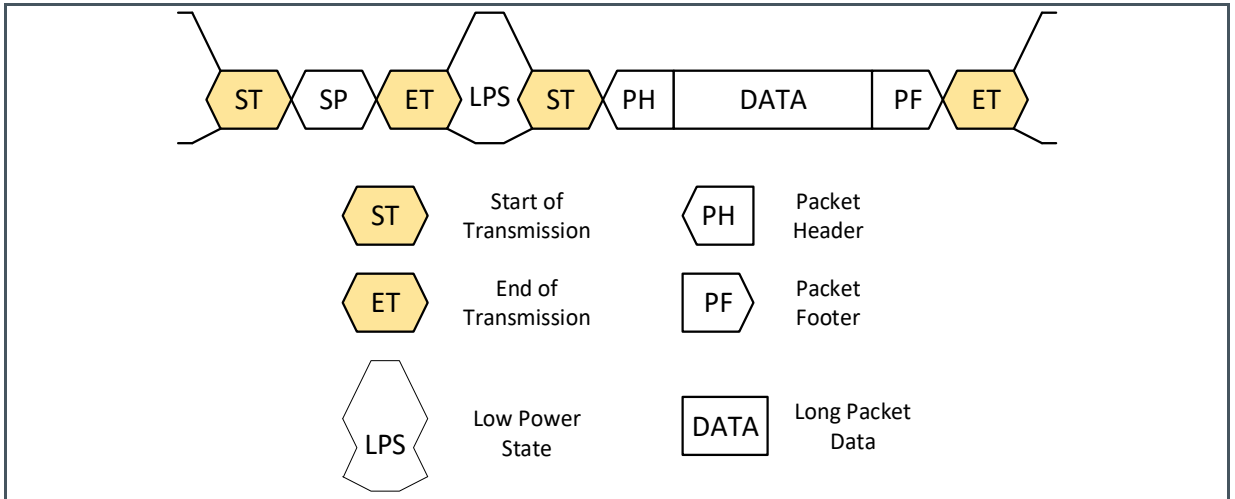 ST SP ET LPS ST PH DATA PF ET
ST Start of
Transmission
PH Packet
Header
ET End of
Transmission
PF Packet
Footer
LPS Low Power
State
DATA Long Packet
Data